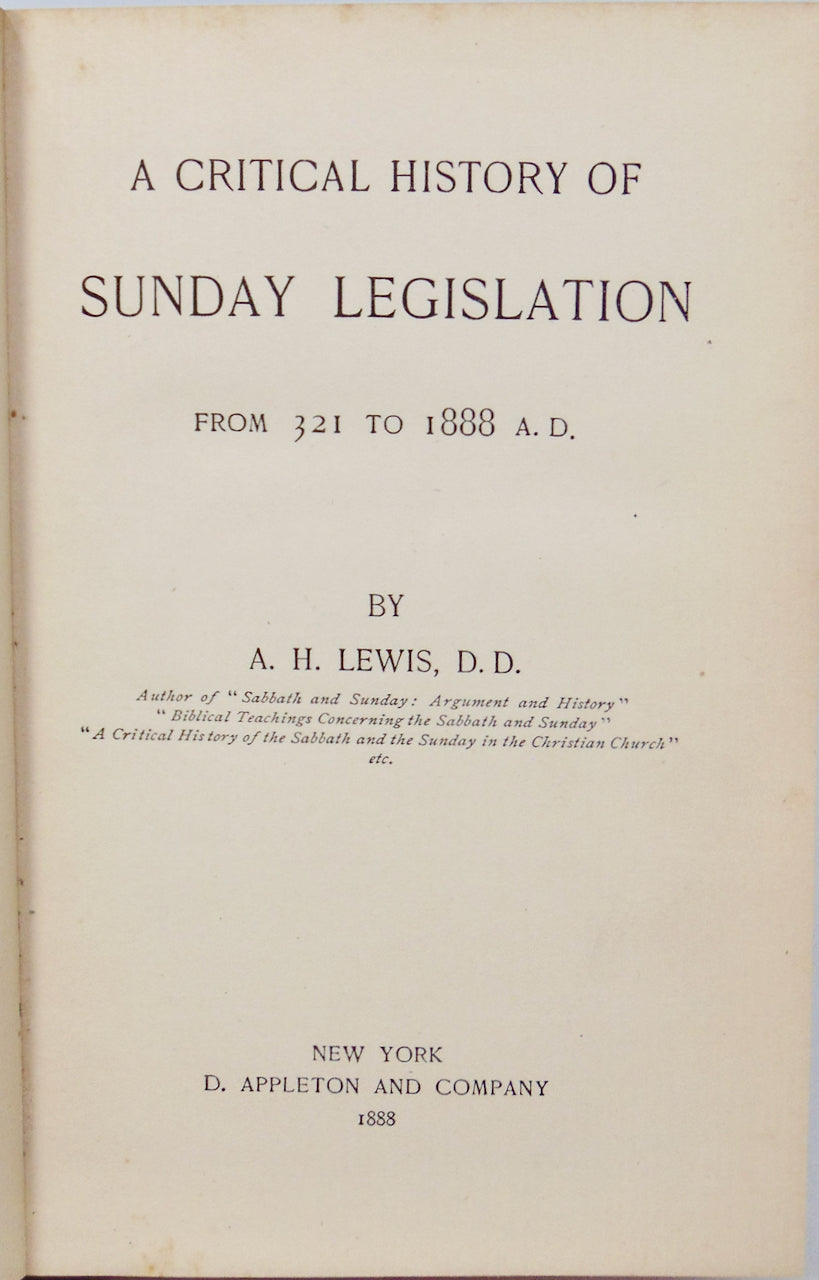 A CRITICAL HISTORY OF
SUNDAY LEGISLATION
FROM 321 TO 1888 A. D.
BY
A. H. LEWIS, D. D.
Author of “Sabbath and Sunday: Argument and History”
“Biblical Teachings Concerning the Sabbath and Sunday”
“A Critical History of the Sabbath and the Sunday in the Christian Church”
etc.
NEW YORK
D. APPLETON AND COMPANY
1888